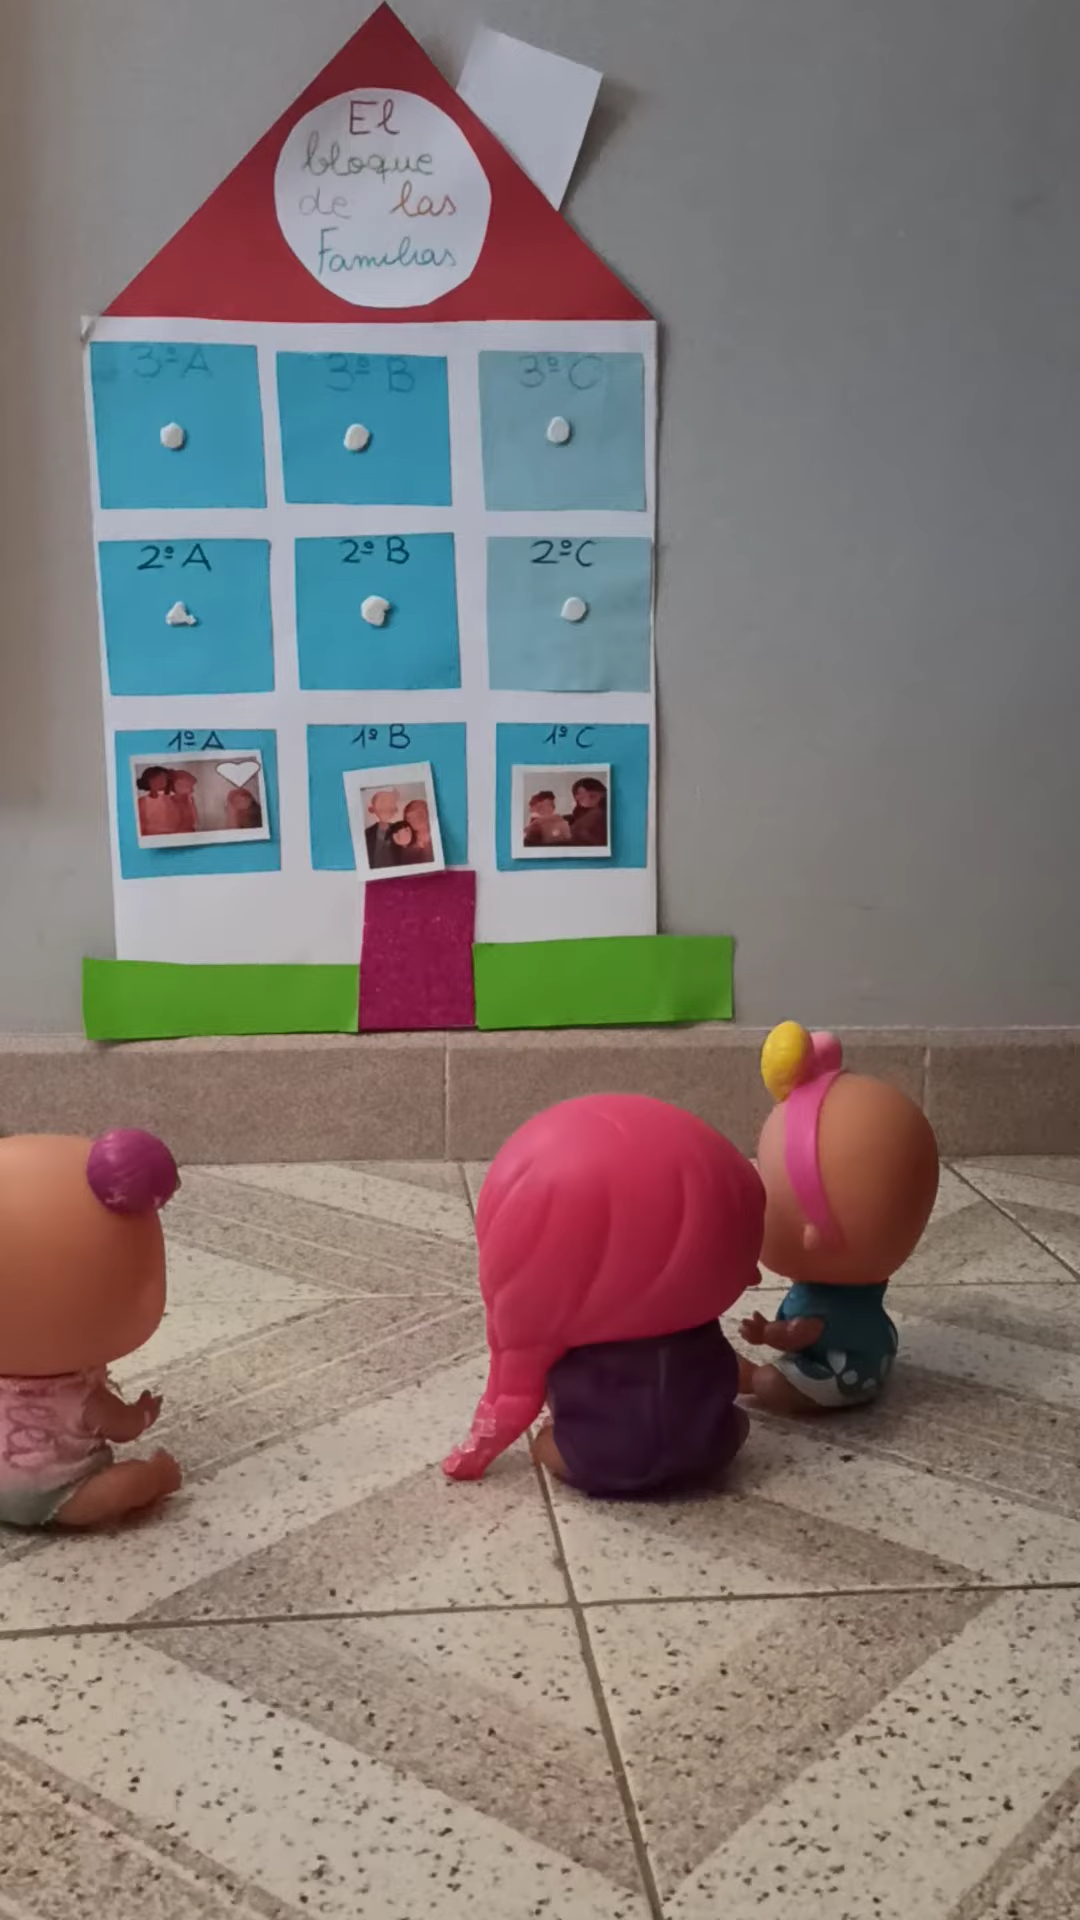 El
bloque
de las
Familias
3º A 3º B 3º C
2º A 2º B 2º C
1º A 1º B 1º C